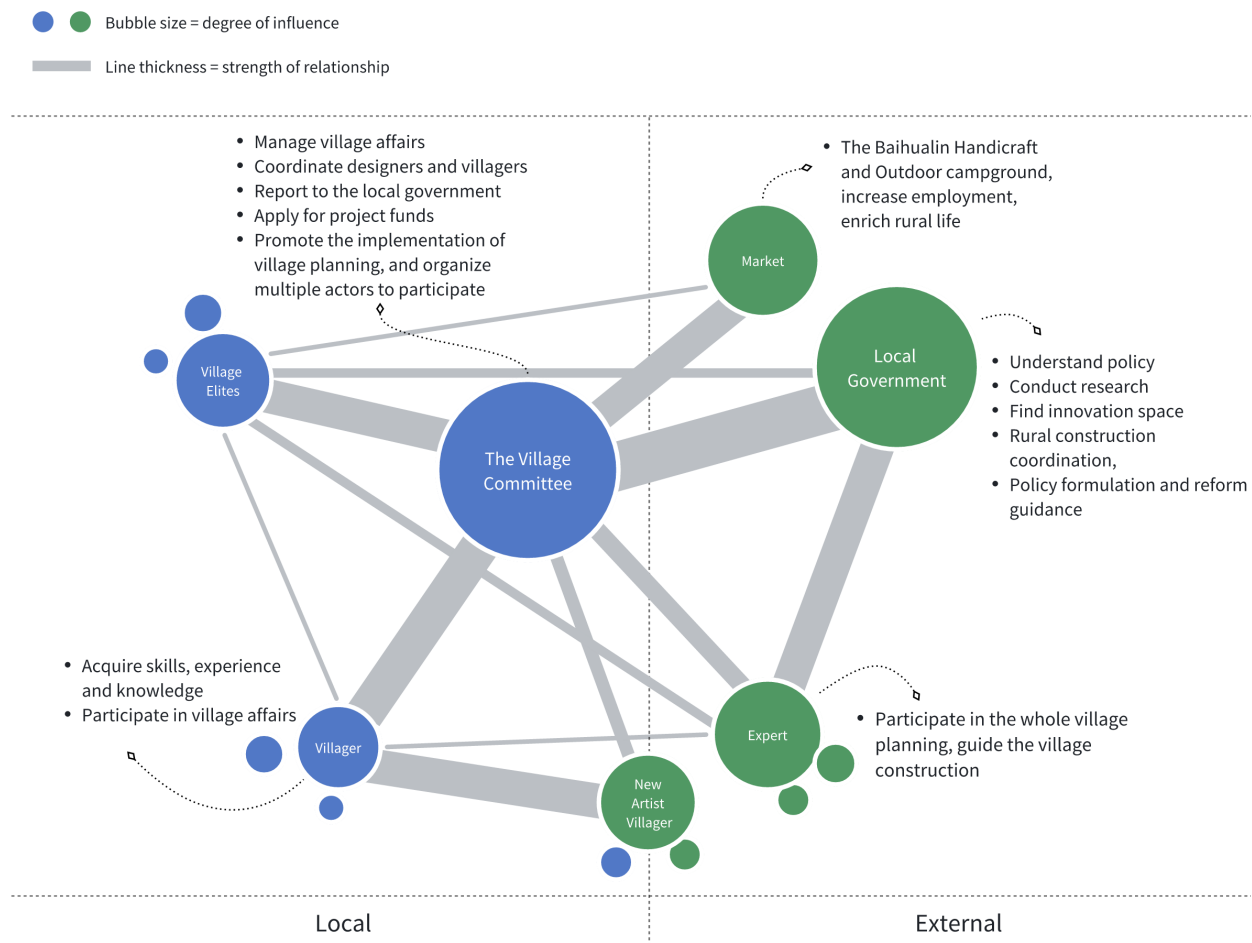 Bubble size = degree of influence
Line thickness = strength of relationship
• Manage village affairs
• Coordinate designers and villagers
• Report to the local government
• Apply for project funds
• Promote the implementation of
village planning, and organize
multiple actors to participate
• The Baihualin Handicraft
and Outdoor campground,
increase employment,
enrich rural life
Market
Village
Elites
Local
Government
• Understand policy
• Conduct research
• Find innovation space
• Rural construction
coordination,
• Policy formulation and reform
guidance
The Village
Committee
• Acquire skills, experience
and knowledge
• Participate in village affairs
Villager
Expert
• Participate in the whole village
planning, guide the village
construction
New
Artist
Villager
Local
External